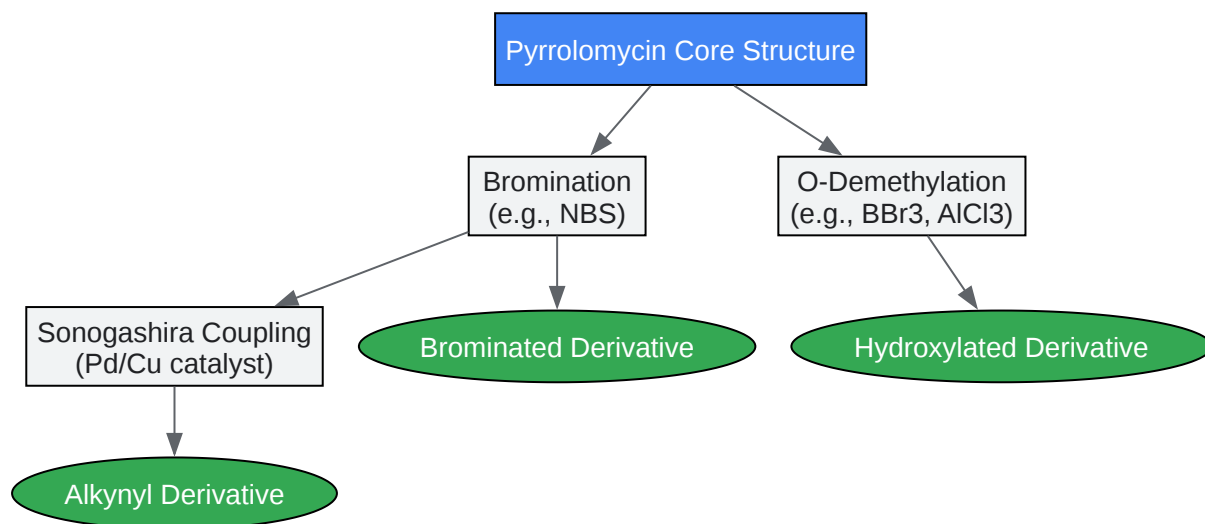 Pyrrolomycin Core Structure
Bromination
(e.g., NBS)
O-Demethylation
(e.g., BBr3, AlCl3)
Sonogashira Coupling
(Pd/Cu catalyst)
Brominated Derivative
Hydroxylated Derivative
Alkynyl Derivative